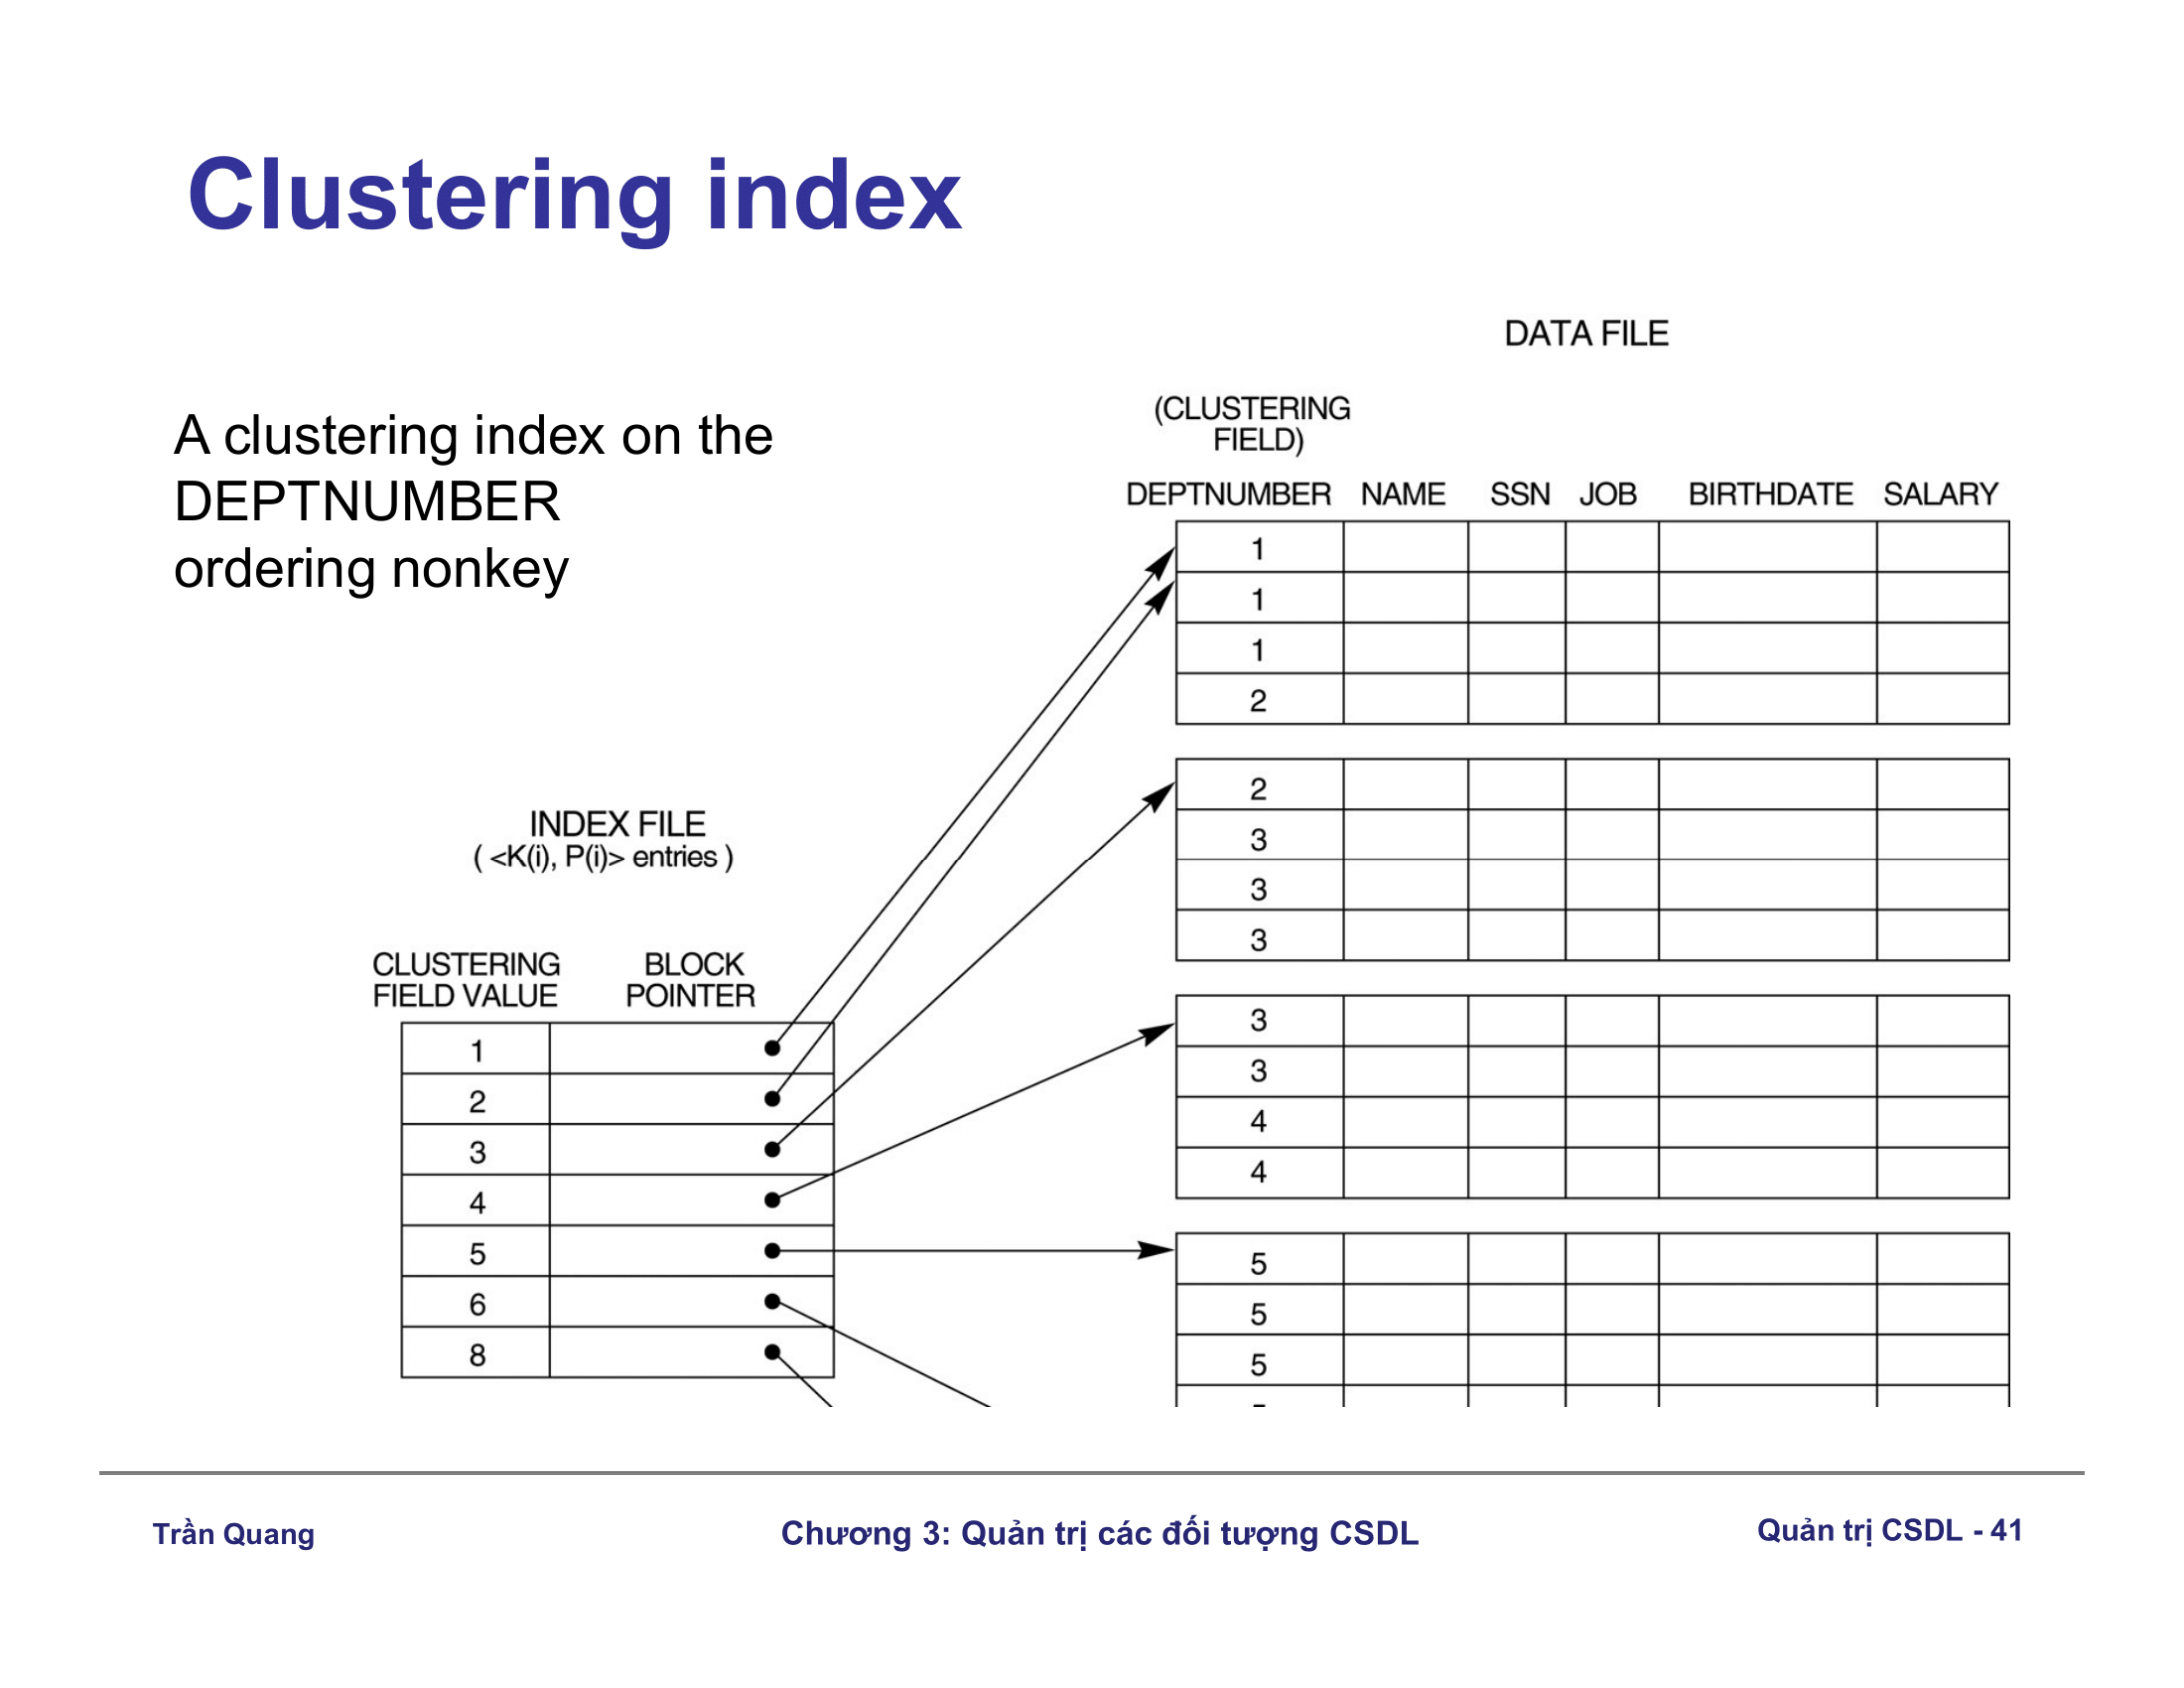 Clustering index
A clustering index on the
DEPTNUMBER
ordering nonkey
DATA FILE
(CLUSTERING
FIELD)
DEPTNUMBER NAME SSN JOB BIRTHDATE SALARY
1
1
1
2
2
3
3
3
3
3
4
4
5
5
5
INDEX FILE
( <K(i), P(i)> entries )
CLUSTERING BLOCK
FIELD VALUE POINTER
1
2
3
4
5
6
8
Trần Quang
Chương 3: Quản trị các đối tượng CSDL
Quản trị CSDL - 41